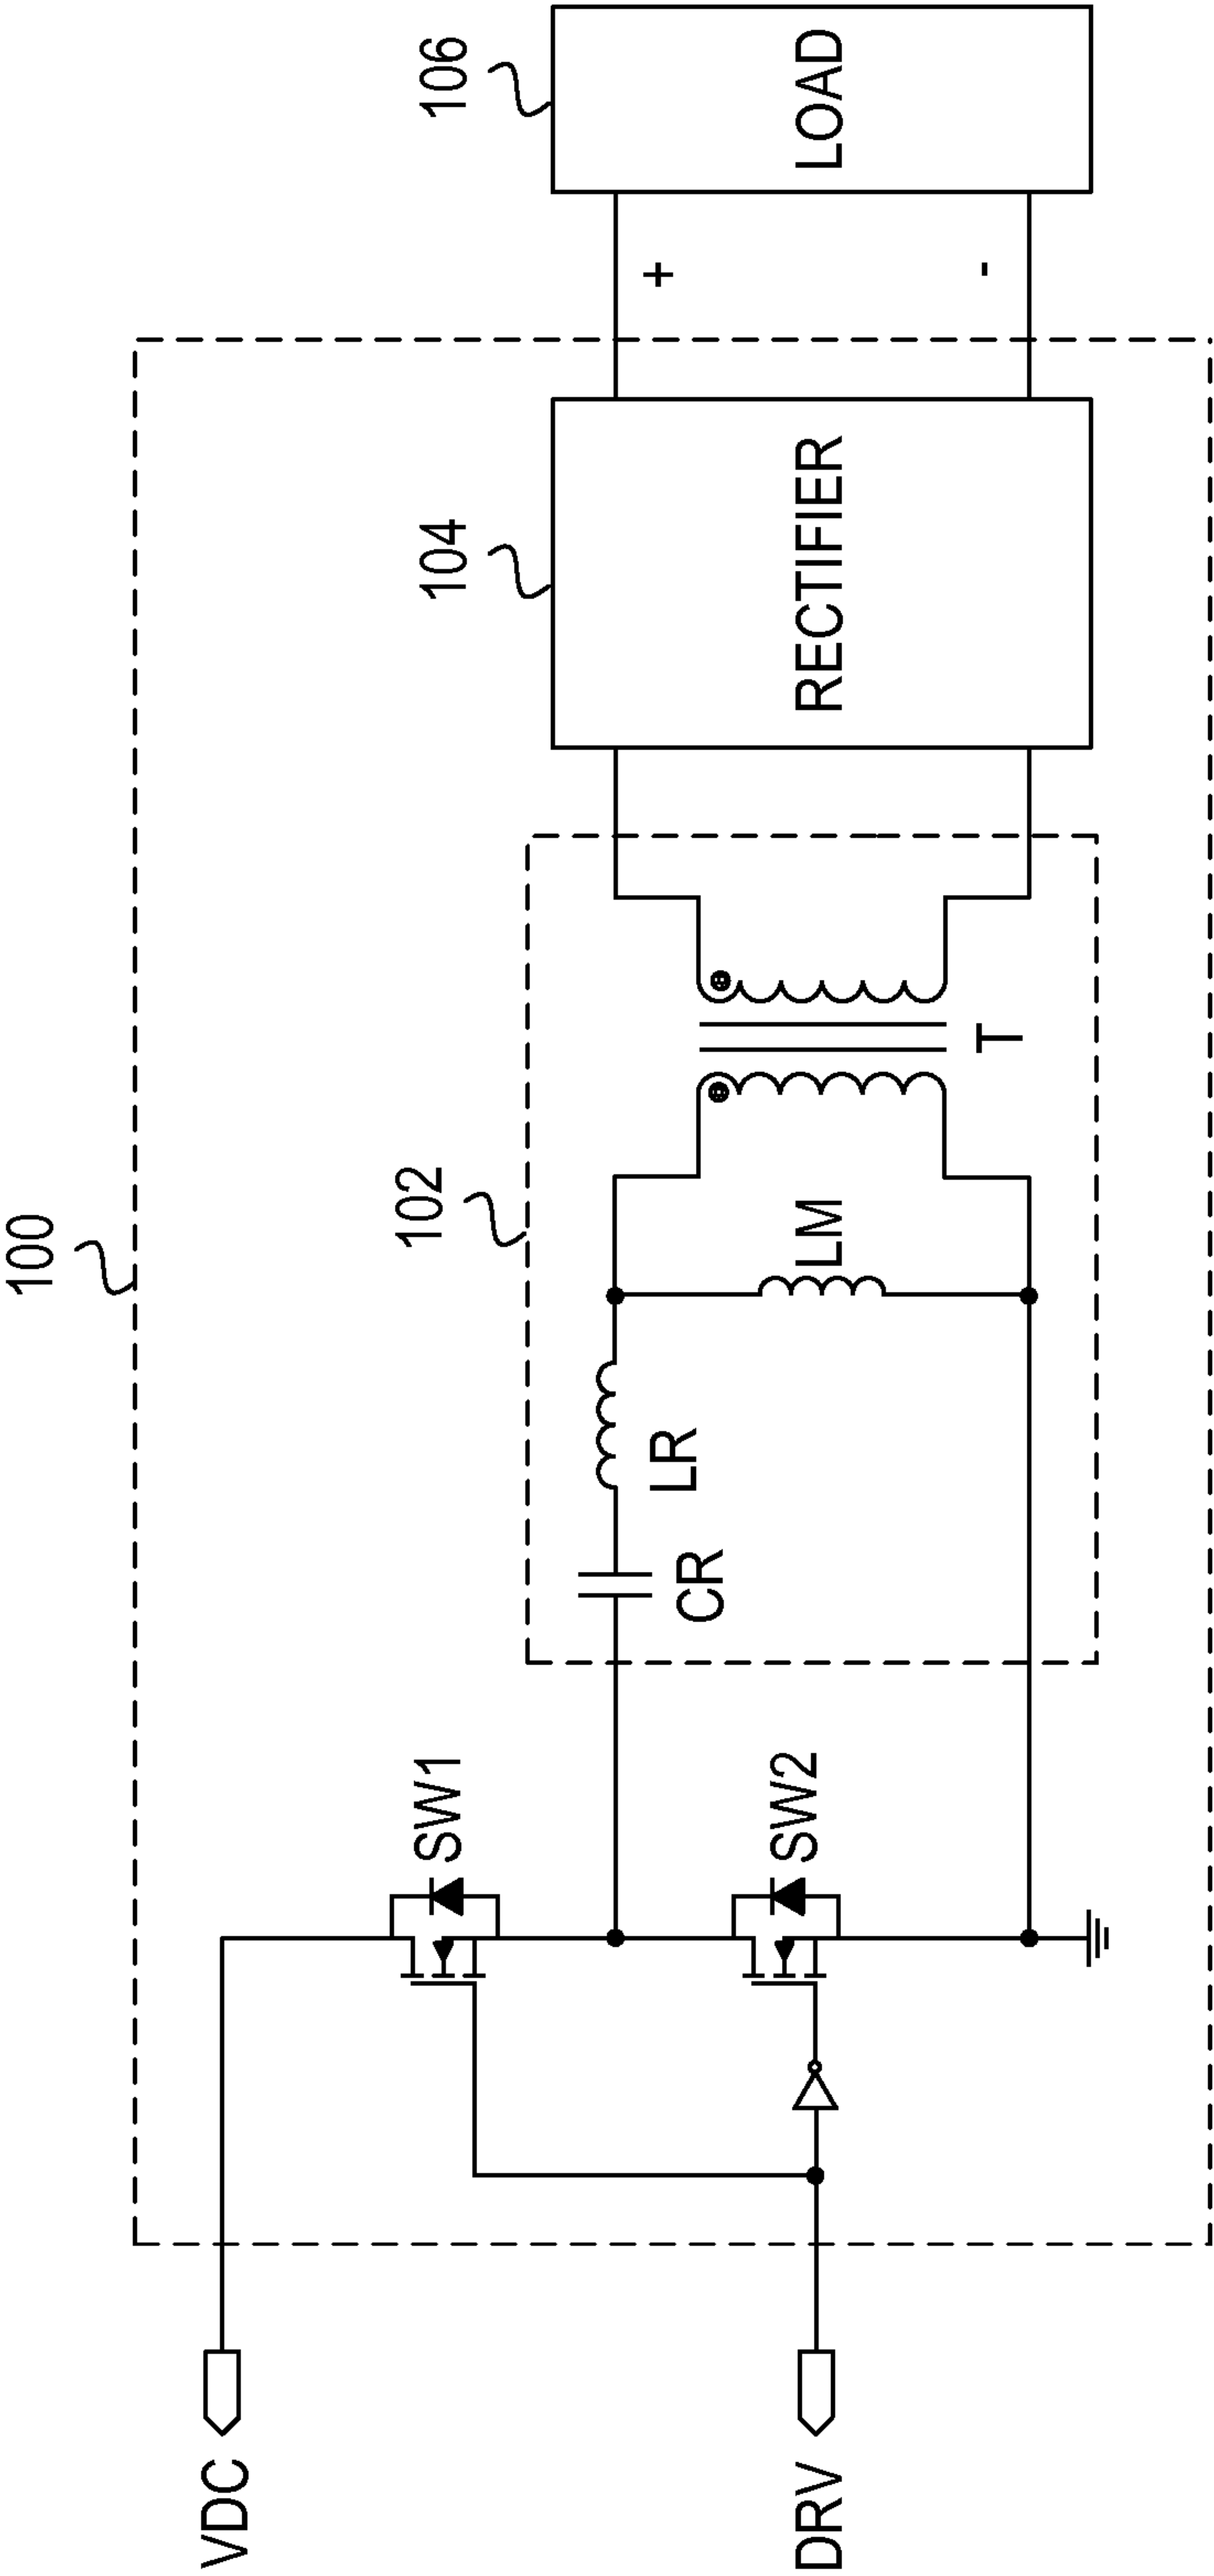 100
102
104
106
VDC
SW1
CR
LR
LM
T
RECTIFIER
+
-
LOAD
SW2
DRV